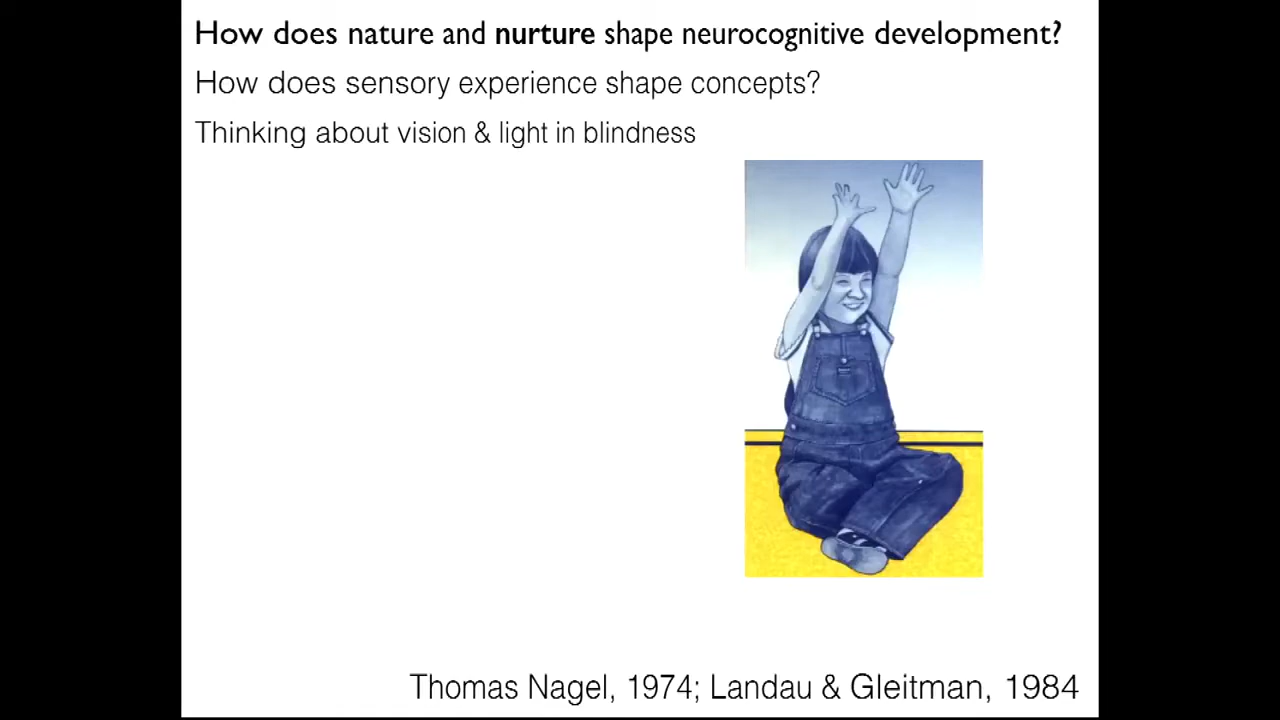 How does nature and nurture shape neurocognitive development?
How does sensory experience shape concepts?
Thinking about vision & light in blindness
Thomas Nagel, 1974; Landau & Gleitman, 1984